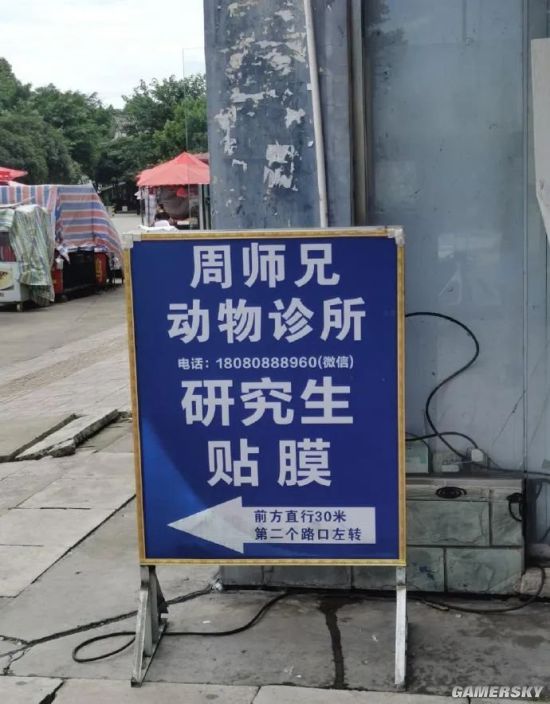 周师兄
动物诊所
电话：18080888960(微信)
研究生
贴膜
前方直行30米
第二个路口左转
GAMERSKY